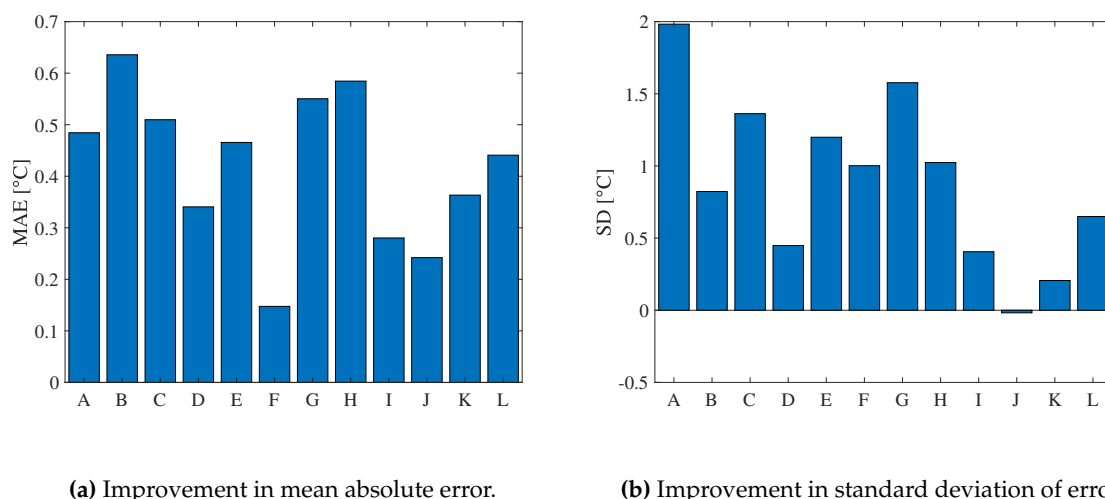 0.7
0.6
0.5
0.4
0.3
0.2
0.1
0
MAE [°C]
A B C D E F G H I J K L
2
1.5
1
0.5
0
-0.5
SD [°C]
A B C D E F G H I J K L
(a) Improvement in mean absolute error.
(b) Improvement in standard deviation of erro